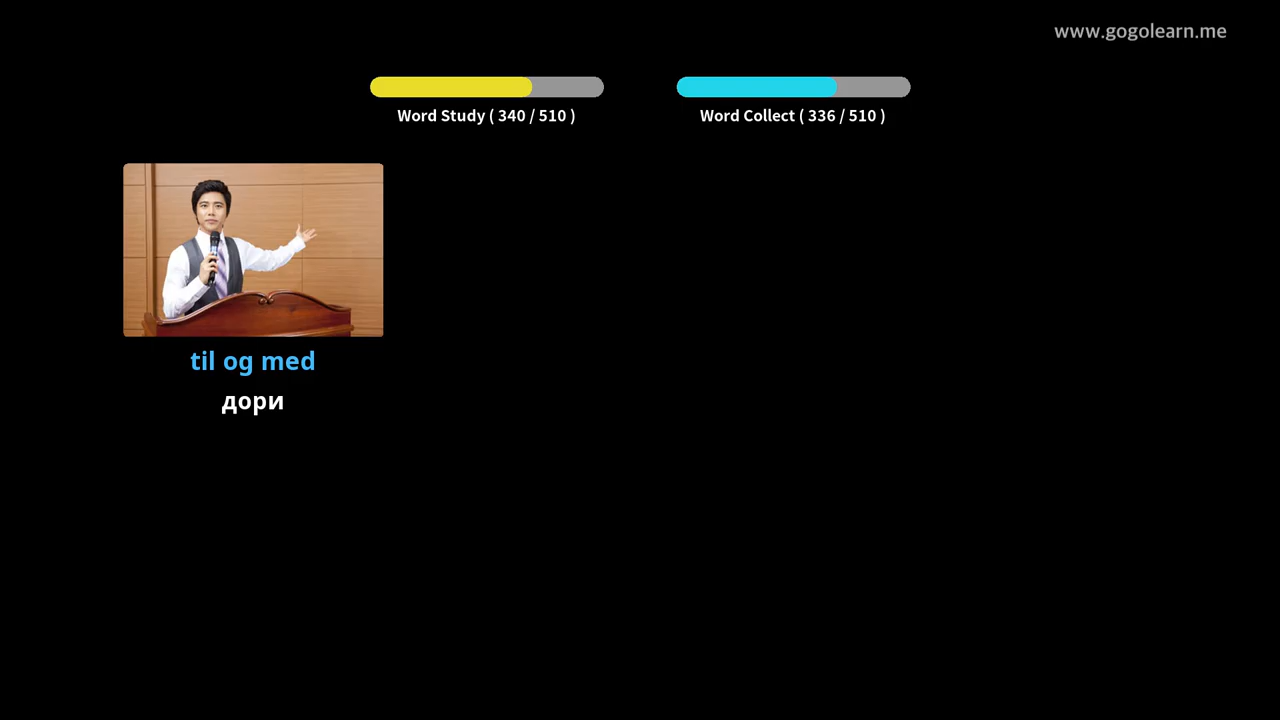 www.gogolearn.me
Word Study ( 340 / 510 )
Word Collect ( 336 / 510 )
til og med
дори